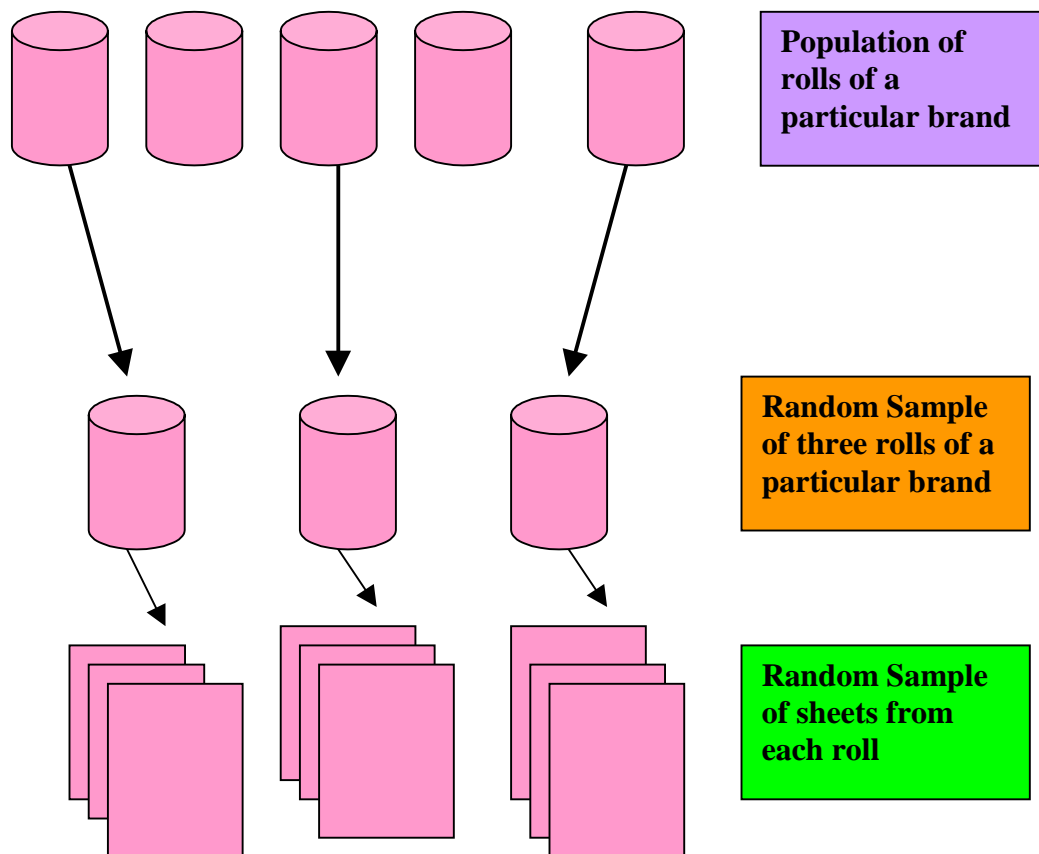 Population of
rolls of a
particular brand
Random Sample
of three rolls of a
particular brand
Random Sample
of sheets from
each roll